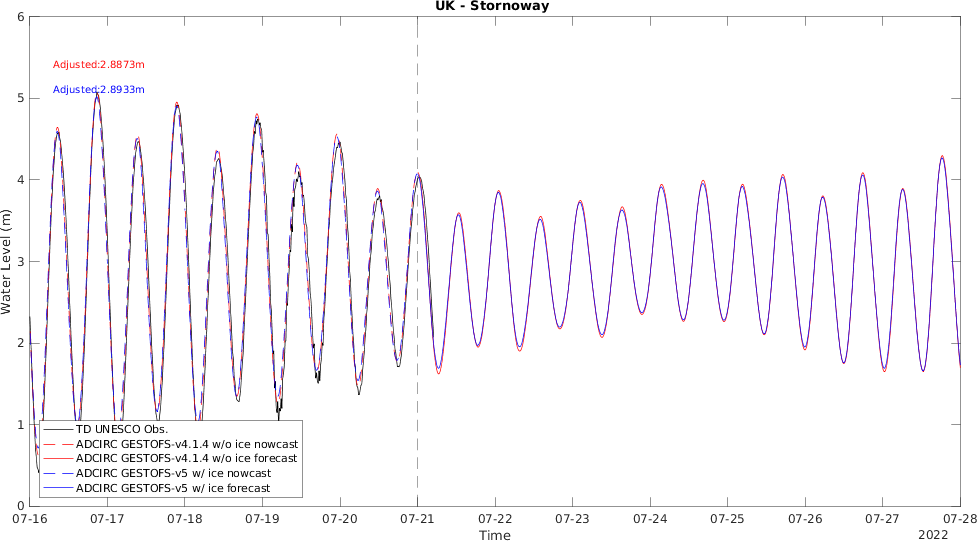 UK - Stornoway
6
Adjusted:2.8873m
Adjusted:2.8933m
5
4
3
2
1
0
Water Level (m)
TD UNESCO Obs.
ADCIRC GESTOFS-v4.1.4 w/o ice nowcast
ADCIRC GESTOFS-v4.1.4 w/o ice forecast
ADCIRC GESTOFS-v5 w/ ice nowcast
ADCIRC GESTOFS-v5 w/ ice forecast
07-16 07-17 07-18 07-19 07-20 07-21 07-22 07-23 07-24 07-25 07-26 07-27 07-28
Time
2022